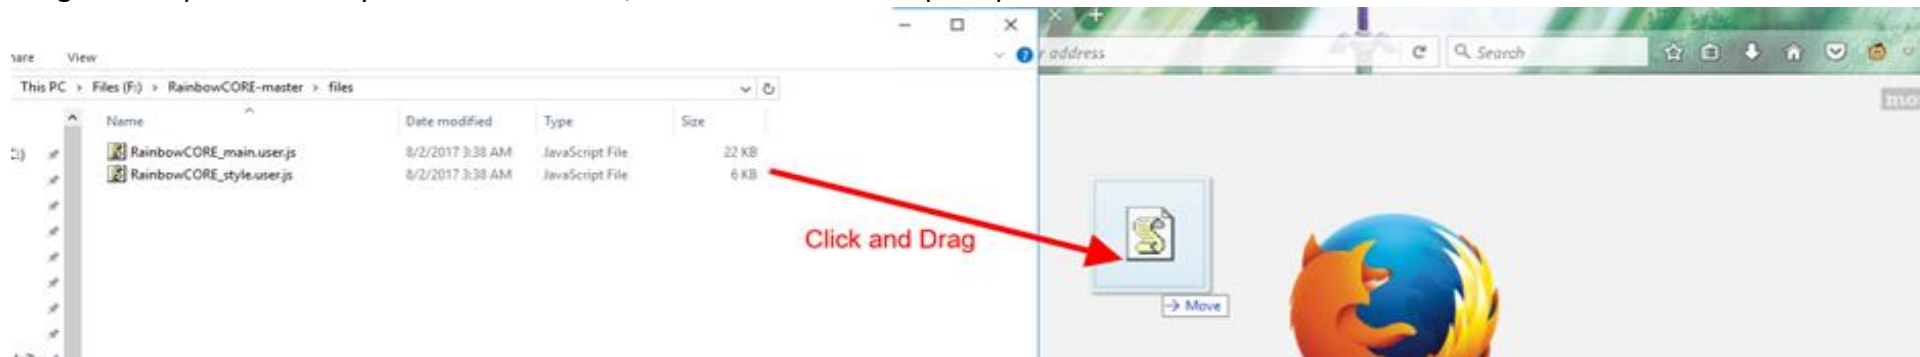 hare View
r address
Search
This PC > Files (F:) > RainbowCORE-master > files
mo
Name Date modified Type Size
C:)
RainbowCORE_main.user.js 8/2/2017 3:38 AM JavaScript File 22 KB
RainbowCORE_style.user.js 8/2/2017 3:38 AM JavaScript File 6 KB
Click and Drag
Move